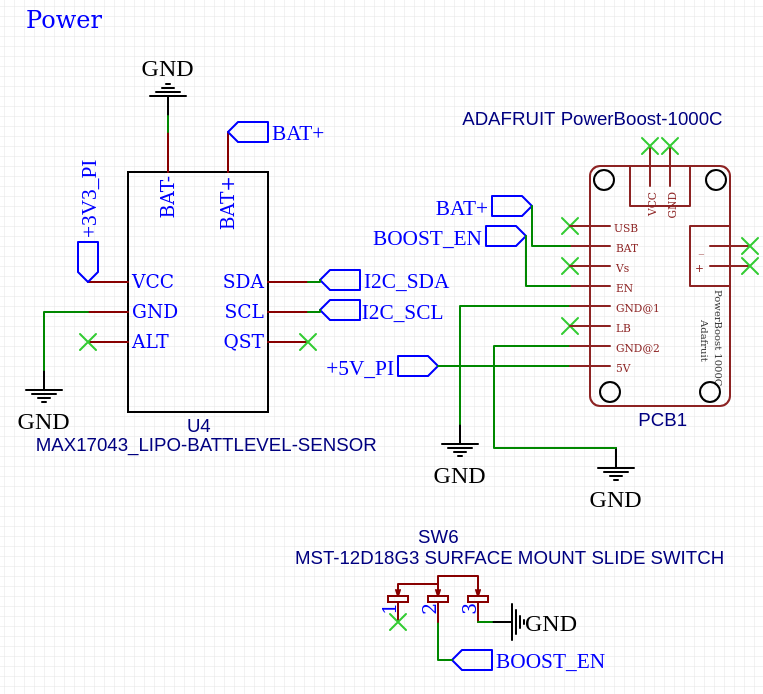 Power
GND
BAT+
+3V3_PI
BAT-
BAT+
VCC
GND
ALT
SDA
SCL
QST
I2C_SDA
I2C_SCL
GND
U4
MAX17043_LIPO-BATTLEVEL-SENSOR
ADAFRUIT PowerBoost-1000C
BAT+
BOOST_EN
+5V_PI
VCC
GND
USB
BAT
Vs
EN
GND@1
LB
GND@2
5V
-
+
PowerBoost 1000C
Adafruit
PCB1
GND
GND
SW6
MST-12D18G3 SURFACE MOUNT SLIDE SWITCH
1
2
3
GND
BOOST_EN